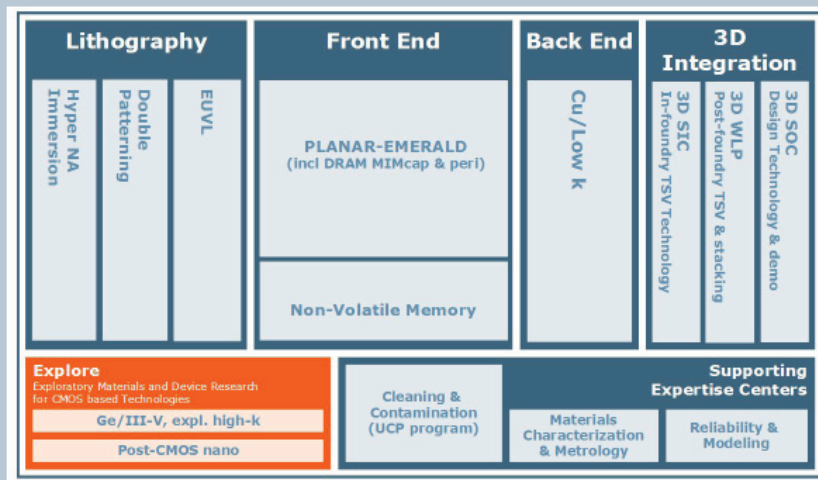 Lithography
Hyper NA
Immersion
Double
Patterning
EUVL
Front End
PLANAR-EMERALD
(incl DRAM MIMcap & peri)
Non-Volatile Memory
Back End
Cu/Low k
3D
Integration
3D SIC
In-foundry TSV Technology
3D WLP
Post-foundry TSV & stacking
3D SOC
Design Technology & demo
Explore
Exploratory Materials and Device Research
for CMOS based Technologies
Ge/III-V, expl. high-k
Post-CMOS nano
Supporting
Expertise Centers
Cleaning &
Contamination
(UCP program)
Materials
Characterization
& Metrology
Reliability &
Modeling